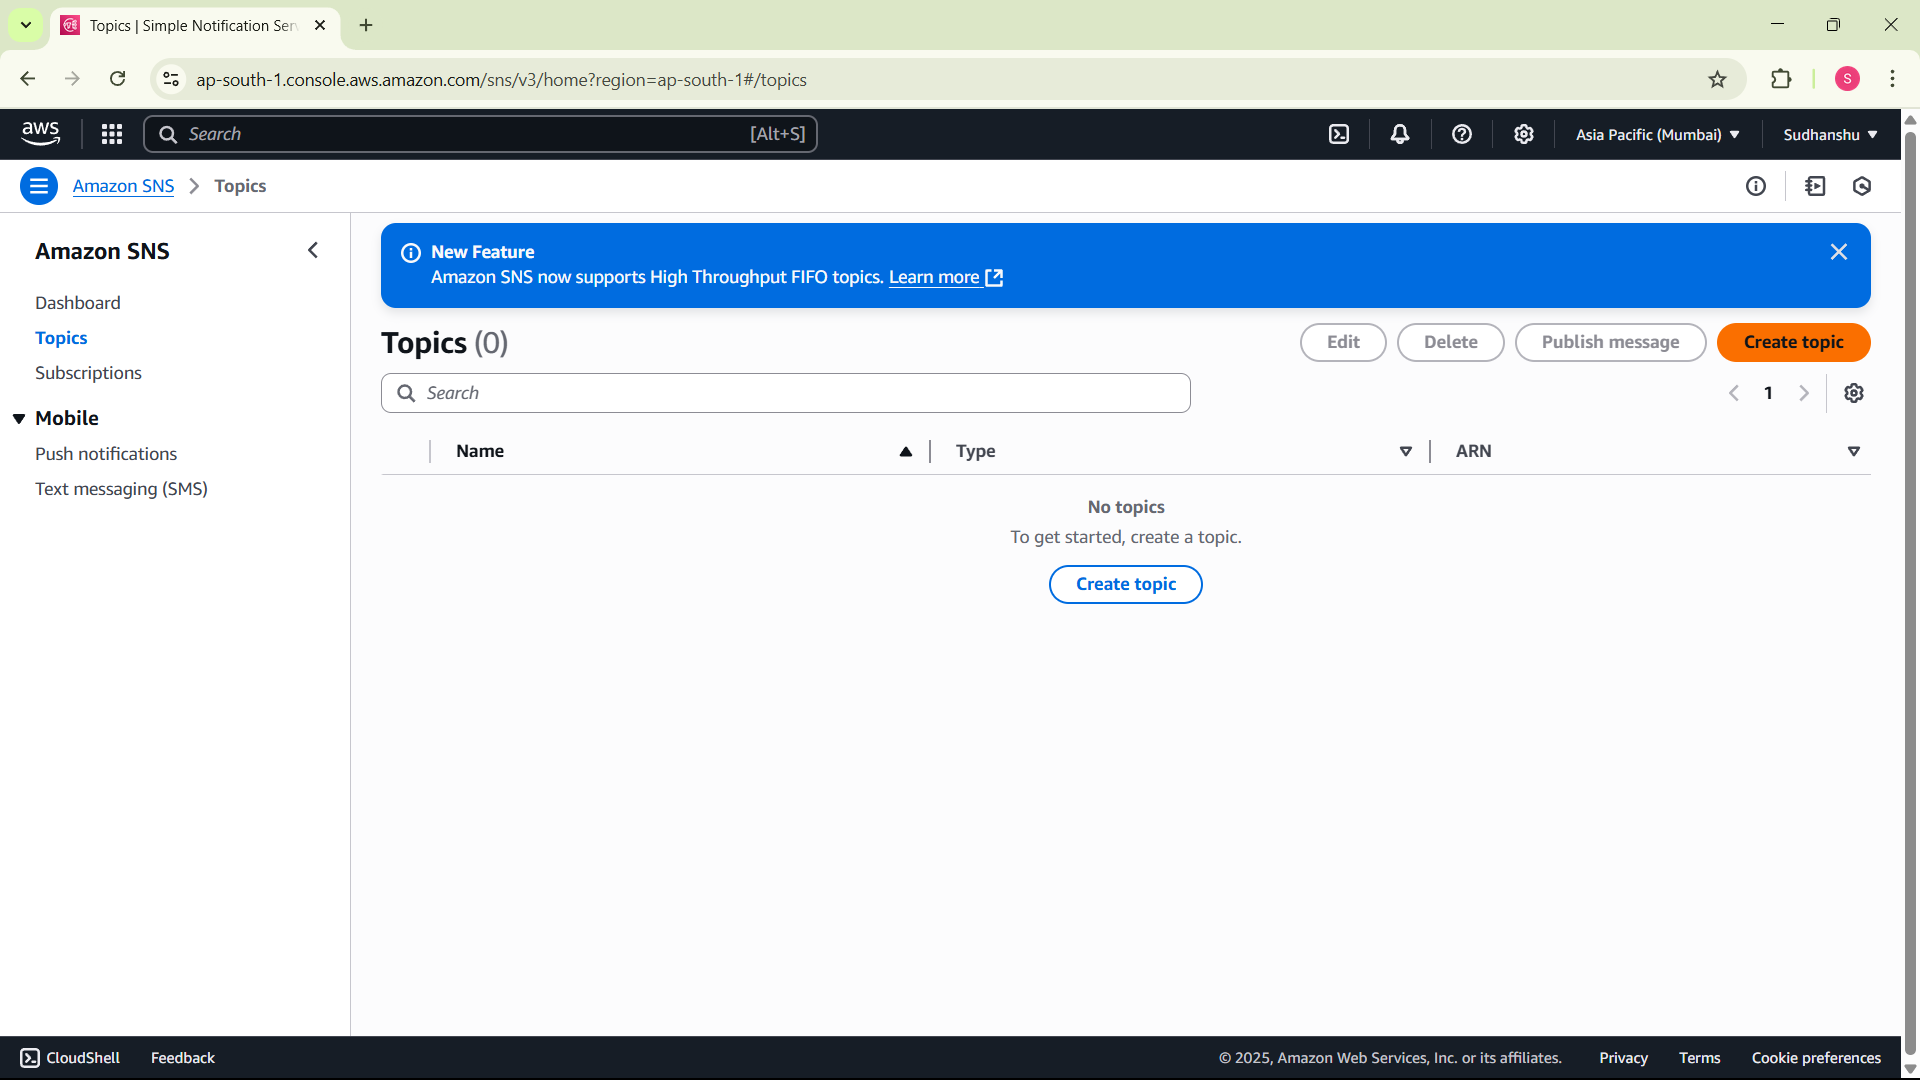 Topics | Simple Notification Ser
ap-south-1.console.aws.amazon.com/sns/v3/home?region=ap-south-1#/topics
S
aws
Search
[Alt+S]
Asia Pacific (Mumbai)
Sudhanshu
Amazon SNS
Topics
Amazon SNS
Dashboard
Topics
Subscriptions
Mobile
Push notifications
Text messaging (SMS)
New Feature
Amazon SNS now supports High Throughput FIFO topics. Learn more
Topics (0)
Edit
Delete
Publish message
Create topic
Search
1
Name
Type
ARN
No topics
To get started, create a topic.
Create topic
CloudShell
Feedback
© 2025, Amazon Web Services, Inc. or its affiliates.
Privacy
Terms
Cookie preferences